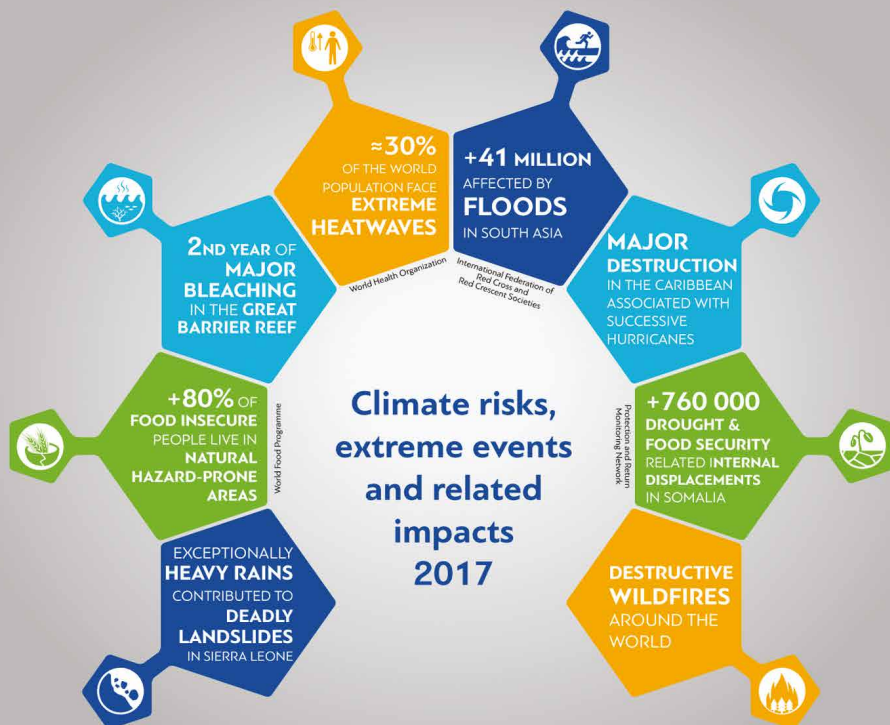 ≈30%
OF THE WORLD
POPULATION FACE
EXTREME
HEATWAVES
World Health Organization
+41 MILLION
AFFECTED BY
FLOODS
IN SOUTH ASIA
International Federation of
Red Cross and
Red Crescent Societies
2ND YEAR OF
MAJOR
BLEACHING
IN THE GREAT
BARRIER REEF
MAJOR
DESTRUCTION
IN THE CARIBBEAN
ASSOCIATED WITH
SUCCESSIVE
HURRICANES
+80% OF
FOOD INSECURE
PEOPLE LIVE IN
NATURAL
HAZARD-PRONE
AREAS
World Food Programme
Climate risks,
extreme events
and related
impacts
2017
Protection and Return
Monitoring Network
+760 000
DROUGHT &
FOOD SECURITY
RELATED INTERNAL
DISPLACEMENTS
IN SOMALIA
EXCEPTIONALLY
HEAVY RAINS
CONTRIBUTED TO
DEADLY
LANDSLIDES
IN SIERRA LEONE
DESTRUCTIVE
WILDFIRES
AROUND THE
WORLD